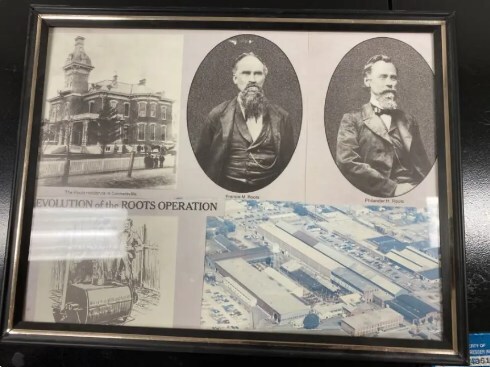 The Roots residence in Connersville
Francis M. Roots
Philander H. Roots
EVOLUTION of the ROOTS OPERATION